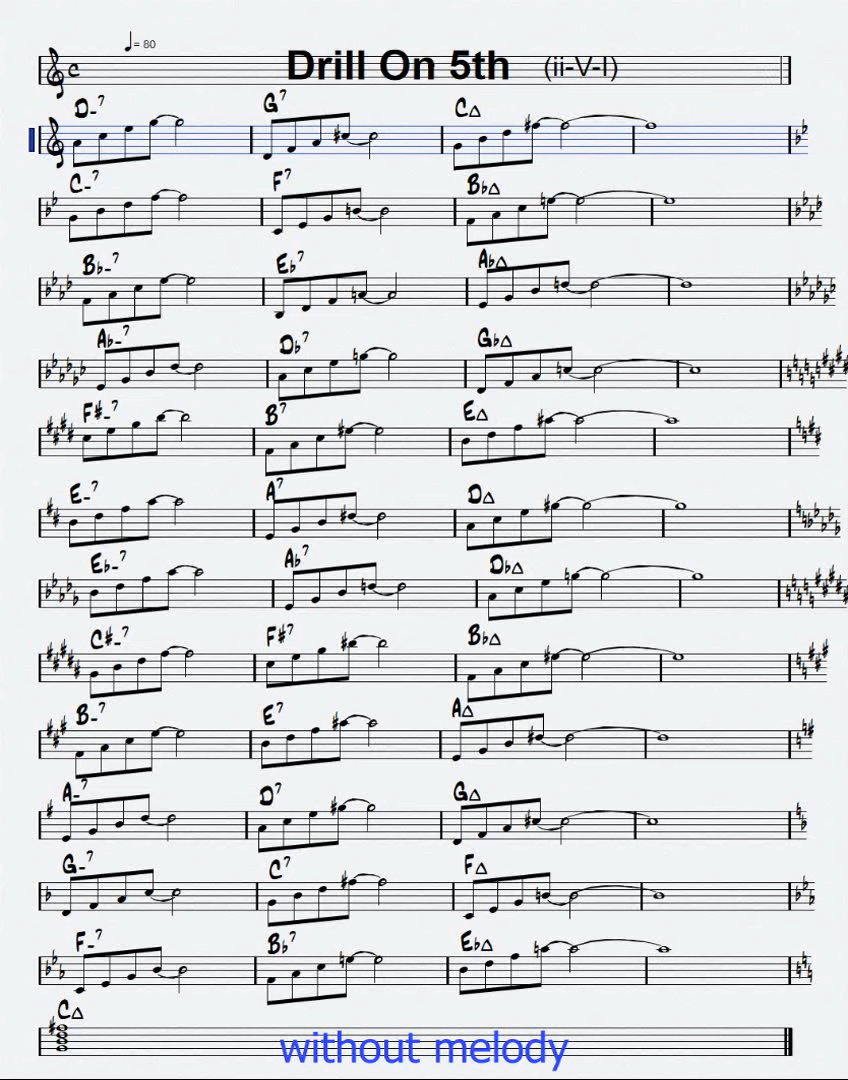 ♩= 80
Drill On 5th (ii-V-I)
D-7 G7 C△
C-7 F7 B♭△
B♭-7 E♭7 A♭△
A♭-7 D♭7 G♭△
F#-7 B7 E△
E-7 A7 D△
E♭-7 A♭7 D♭△
C#-7 F#7 B♭△
B-7 E7 A△
A-7 D7 G△
G-7 C7 F△
F-7 B♭7 E♭△
C△
without melody